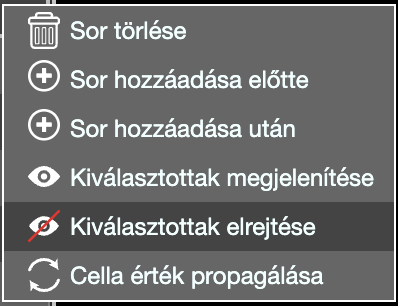 Sor törlése
Sor hozzáadása előtte
Sor hozzáadása után
Kiválasztottak megjelenítése
Kiválasztottak elrejtése
Cella érték propagálása